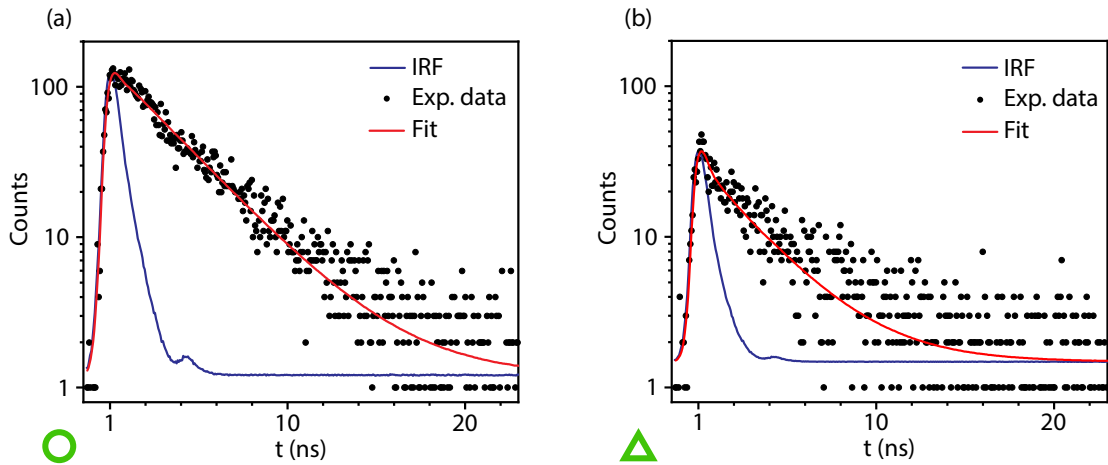 (a)
Counts
100
10
1
IRF
Exp. data
Fit
1 10 20
t (ns)
(b)
Counts
100
10
1
IRF
Exp. data
Fit
1 10 20
t (ns)